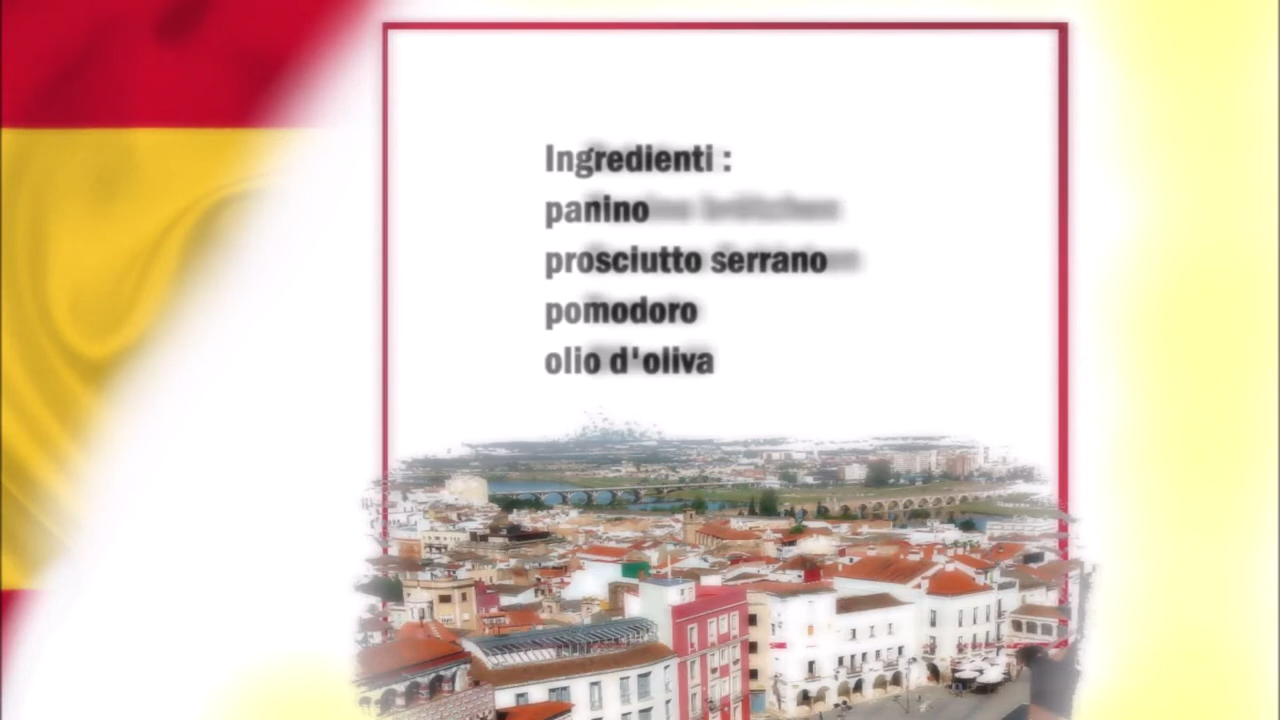 Ingredienti :
panino
prosciutto serrano
pomodoro
olio d'oliva